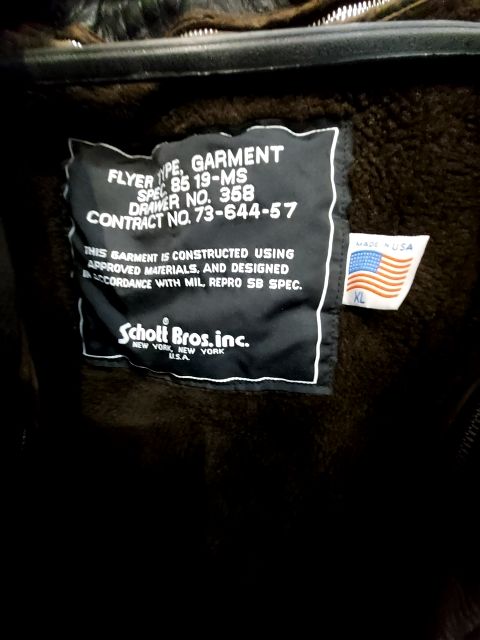 FLYER TYPE, GARMENT
SPEC. 85 19-MS
DRAWER NO. 358
CONTRACT NO. 73-644-57
THIS GARMENT IS CONSTRUCTED USING
APPROVED MATERIALS, AND DESIGNED
IN ACCORDANCE WITH MIL. REPRO SB SPEC.
Schott® Bros. inc.
NEW YORK, NEW YORK
U.S.A.
MADE IN USA
XL